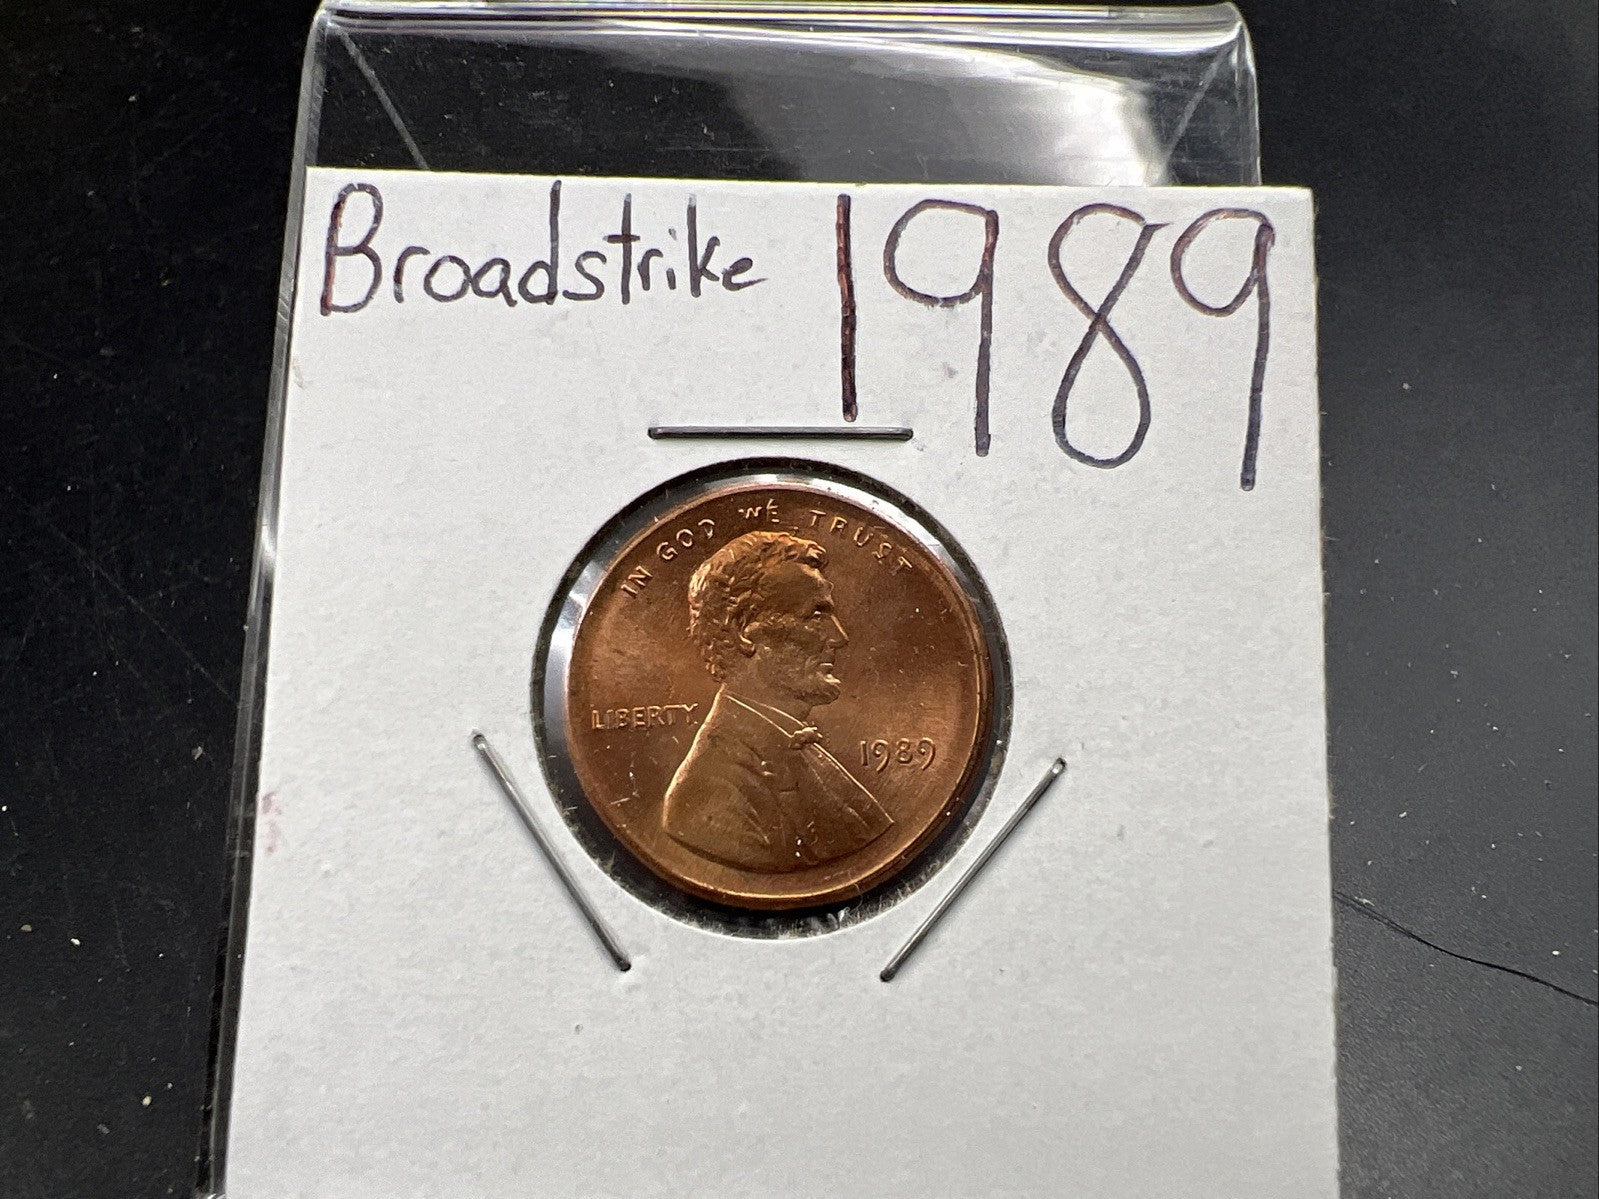 Broadstrike 1989
IN GOD WE TRUST
LIBERTY
1989